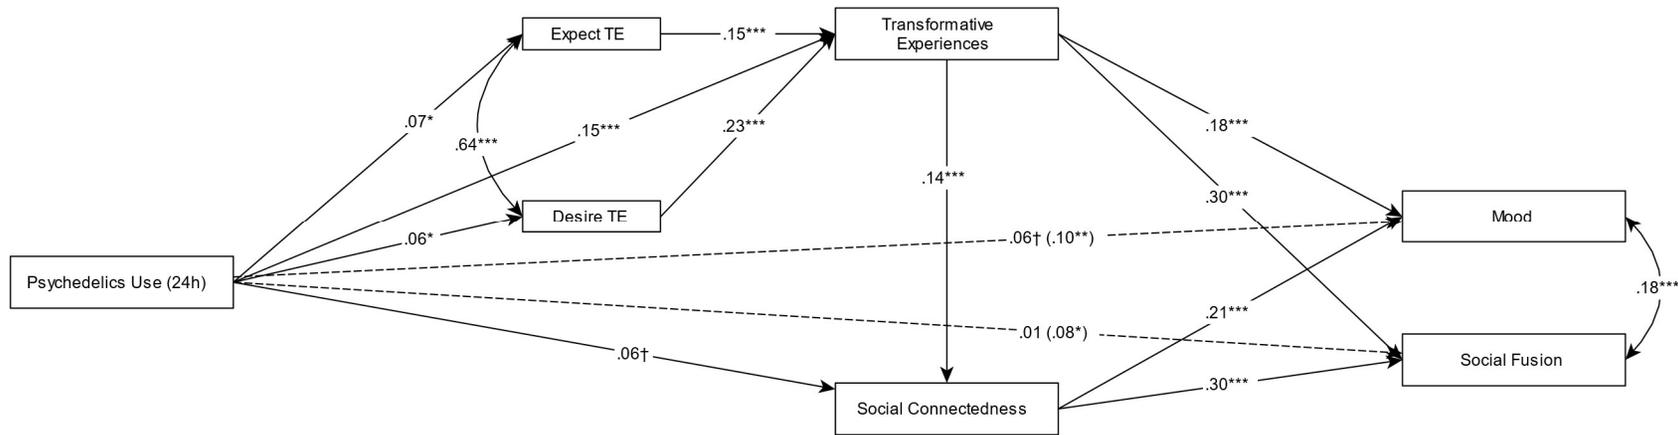 Expect TE
.15***
Transformative
Experiences
.07*
.64***
.15***
.23***
.18***
.14***
.30***
Desire TE
Mood
.06*
.06† (.10**)
Psychedelics Use (24h)
.18***
.21***
.01 (.08*)
.06†
Social Fusion
.30***
Social Connectedness